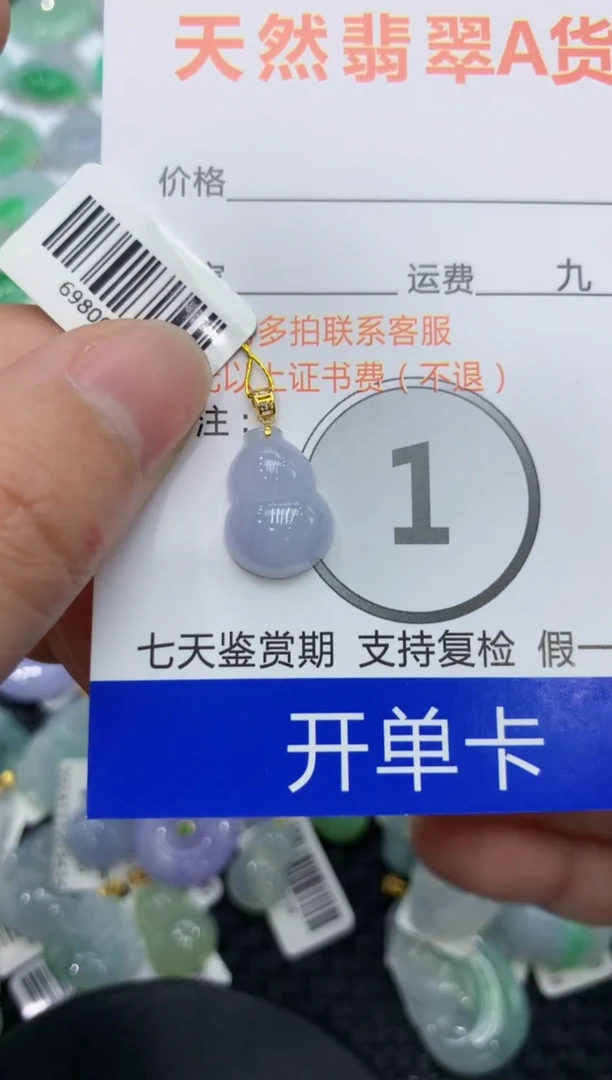 天然翡翠A货
价格
运费 九
多拍联系客服
以上证书费(不退)
注:
1
七天鉴赏期 支持复检 假一
开单卡
6980